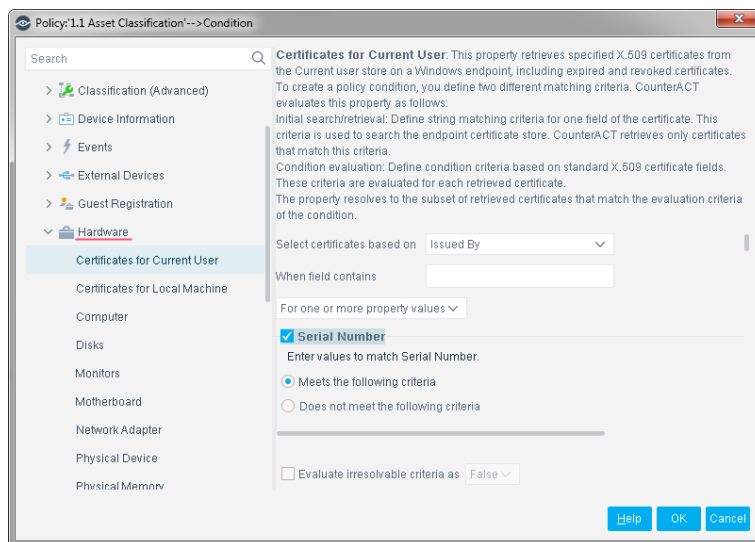 Policy:'1.1 Asset Classification'-->Condition
Search
Classification (Advanced)
Device Information
Events
External Devices
Guest Registration
Hardware
Certificates for Current User
Certificates for Local Machine
Computer
Disks
Monitors
Motherboard
Network Adapter
Physical Device
Physical Memory
Certificates for Current User: This property retrieves specified X.509 certificates from
the Current user store on a Windows endpoint, including expired and revoked certificates.
To create a policy condition, you define two different matching criteria. CounterACT
evaluates this property as follows:
Initial search/retrieval: Define string matching criteria for one field of the certificate. This
criteria is used to search the endpoint certificate store. CounterACT retrieves only certificates
that match this criteria.
Condition evaluation: Define condition criteria based on standard X.509 certificate fields.
These criteria are evaluated for each retrieved certificate.
The property resolves to the subset of retrieved certificates that match the evaluation criteria
of the condition.
Select certificates based on Issued By
When field contains
For one or more property values
Serial Number
Enter values to match Serial Number.
Meets the following criteria
Does not meet the following criteria
Evaluate irresolvable criteria as False
Help OK Cancel